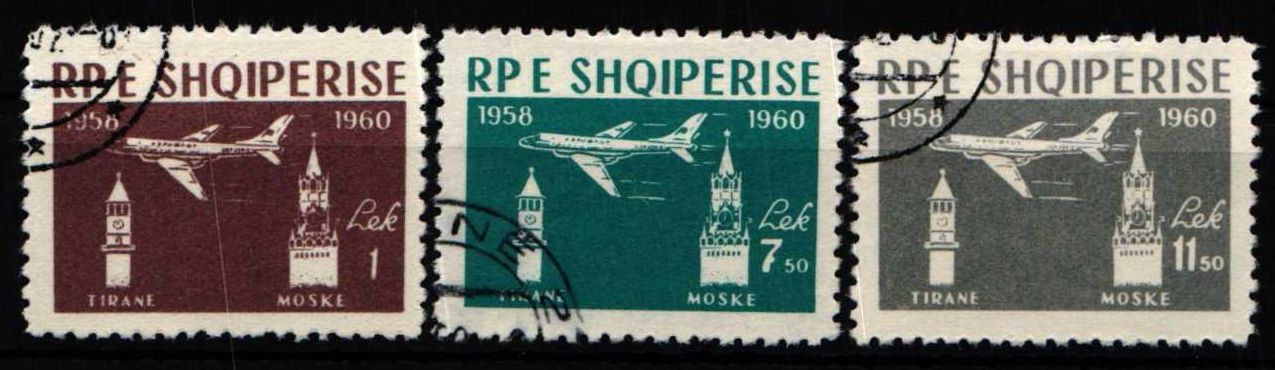 RP E SHQIPERISE
1958 1960
Lek
1
TIRANE MOSKE
RP E SHQIPERISE
1958 1960
Lek
7 50
TIRANE MOSKE
RP E SHQIPERISE
1958 1960
Lek
11 50
TIRANE MOSKE